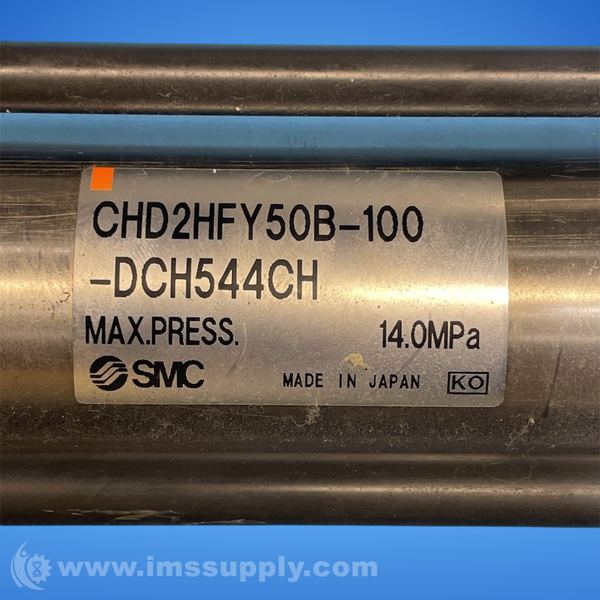 CHD2HFY50B-100
-DCH544CH
MAX.PRESS. 14.0MPa
SMC MADE IN JAPAN KO
www.imssupply.com